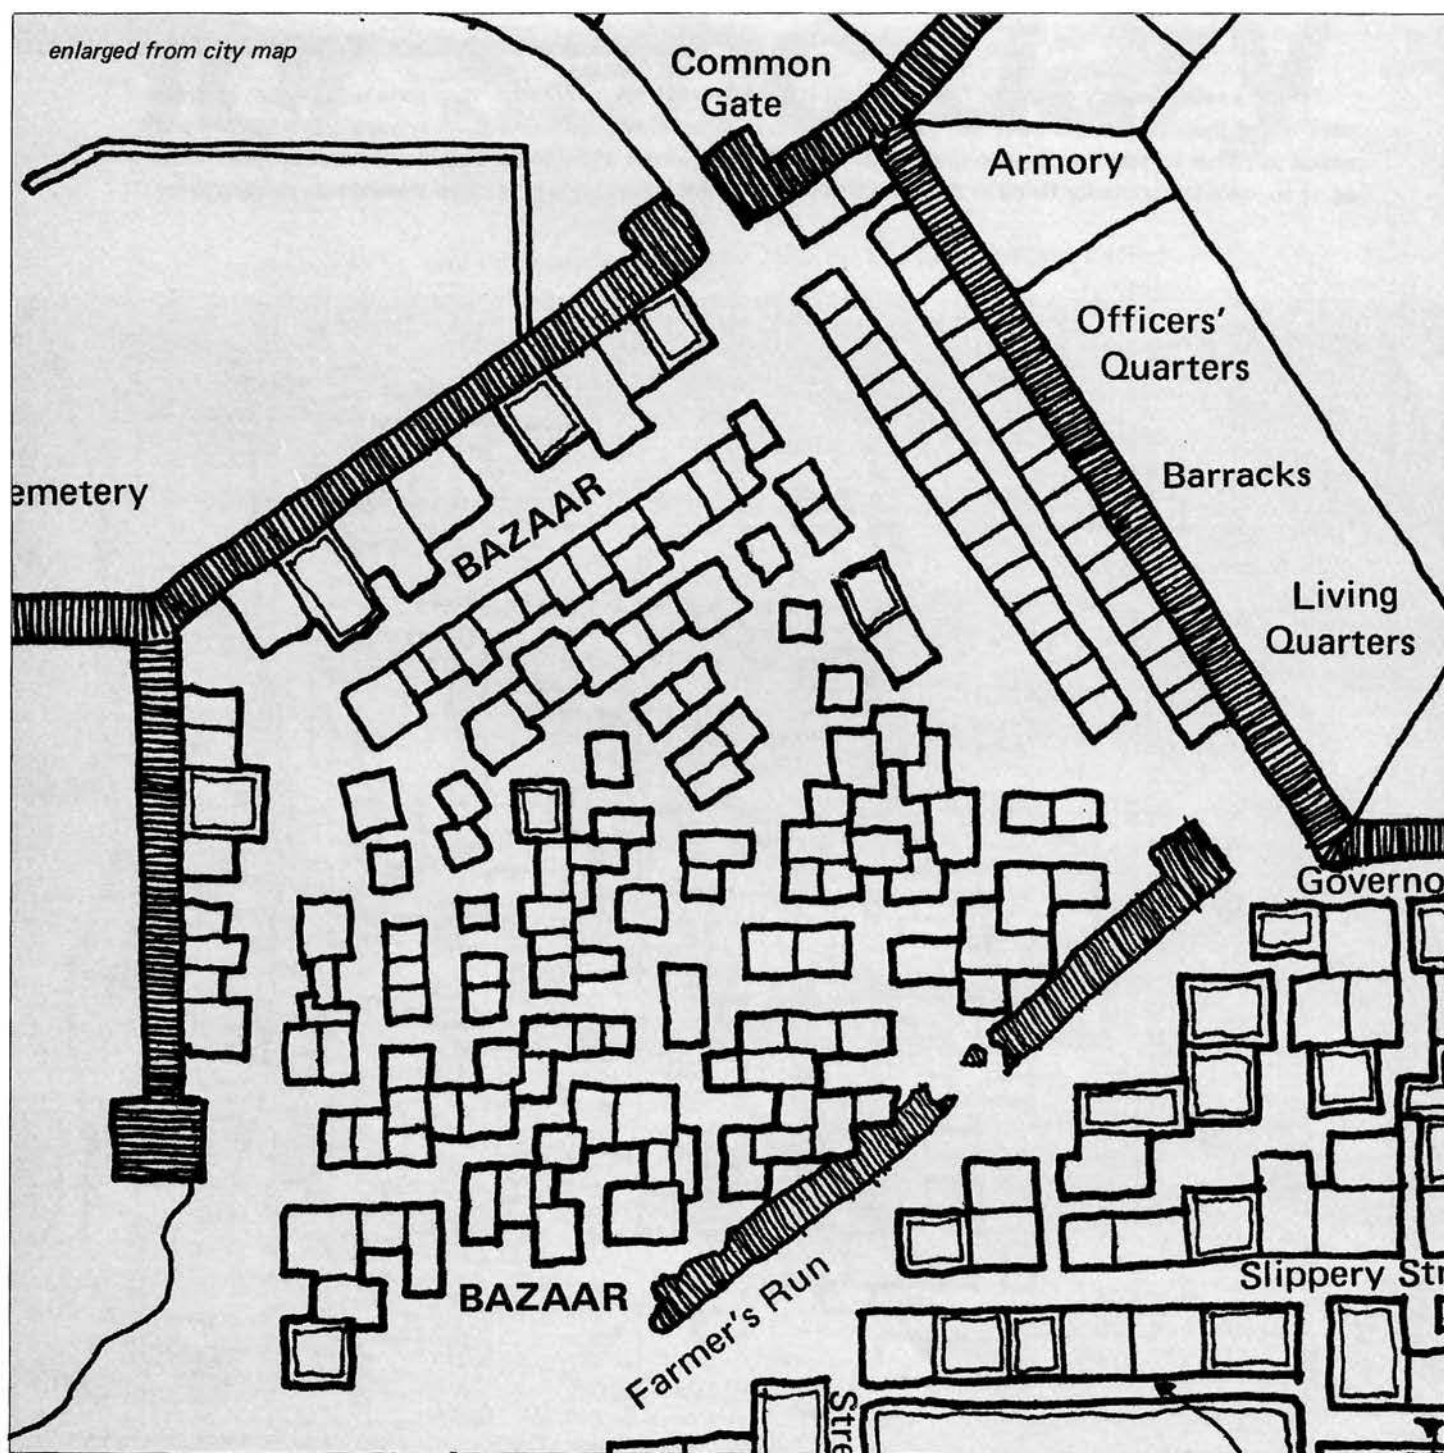 enlarged from city map
Common
Gate
Armory
Officers'
Quarters
BAZAAR
emetery
Barracks
Living
Quarters
Governo
BAZAAR
Farmer's Run
Slippery Str
Stre